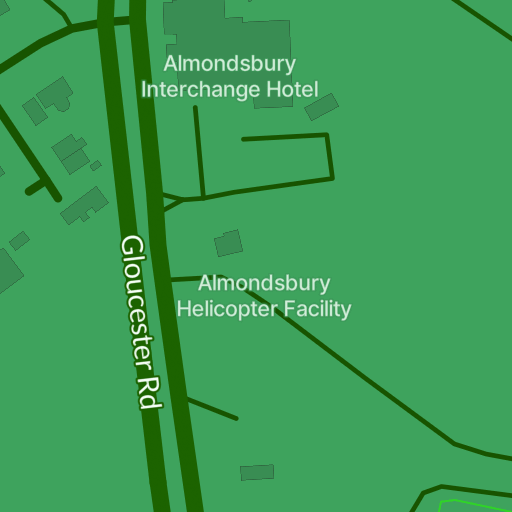 Almondsbury
Interchange Hotel
Gloucester Rd
Almondsbury
Helicopter Facility